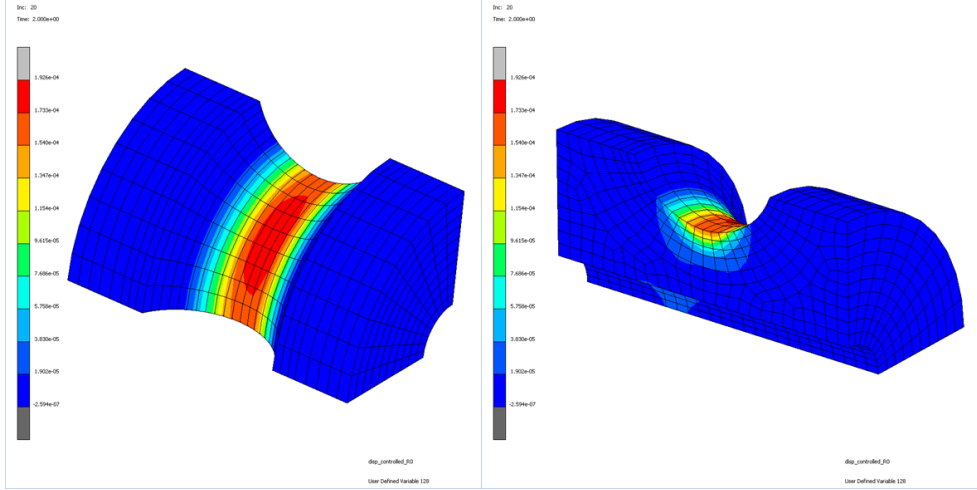 Inc: 20
Time: 2.000e+00
1.926e-04
1.733e-04
1.540e-04
1.347e-04
1.154e-04
9.615e-05
7.686e-05
5.758e-05
3.830e-05
1.902e-05
-2.594e-07
disp_controlled_R0
User Defined Variable 128
Inc: 20
Time: 2.000e+00
1.926e-04
1.733e-04
1.540e-04
1.347e-04
1.154e-04
9.615e-05
7.686e-05
5.758e-05
3.830e-05
1.902e-05
-2.594e-07
disp_controlled_R0
User Defined Variable 128